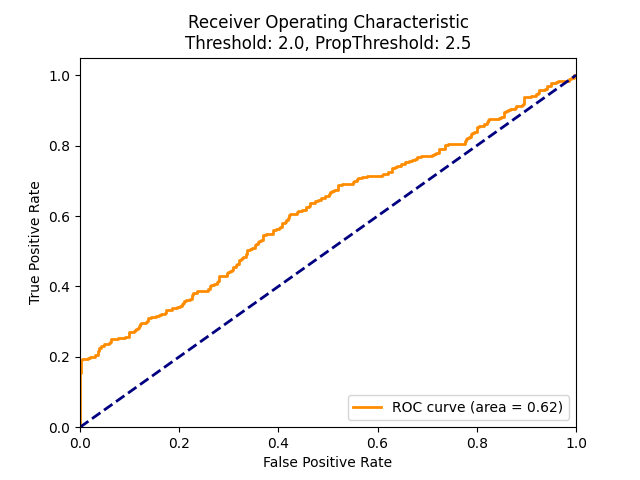 Receiver Operating Characteristic
Threshold: 2.0, PropThreshold: 2.5
1.0
0.8
0.6
0.4
0.2
0.0
True Positive Rate
ROC curve (area = 0.62)
0.0 0.2 0.4 0.6 0.8 1.0
False Positive Rate